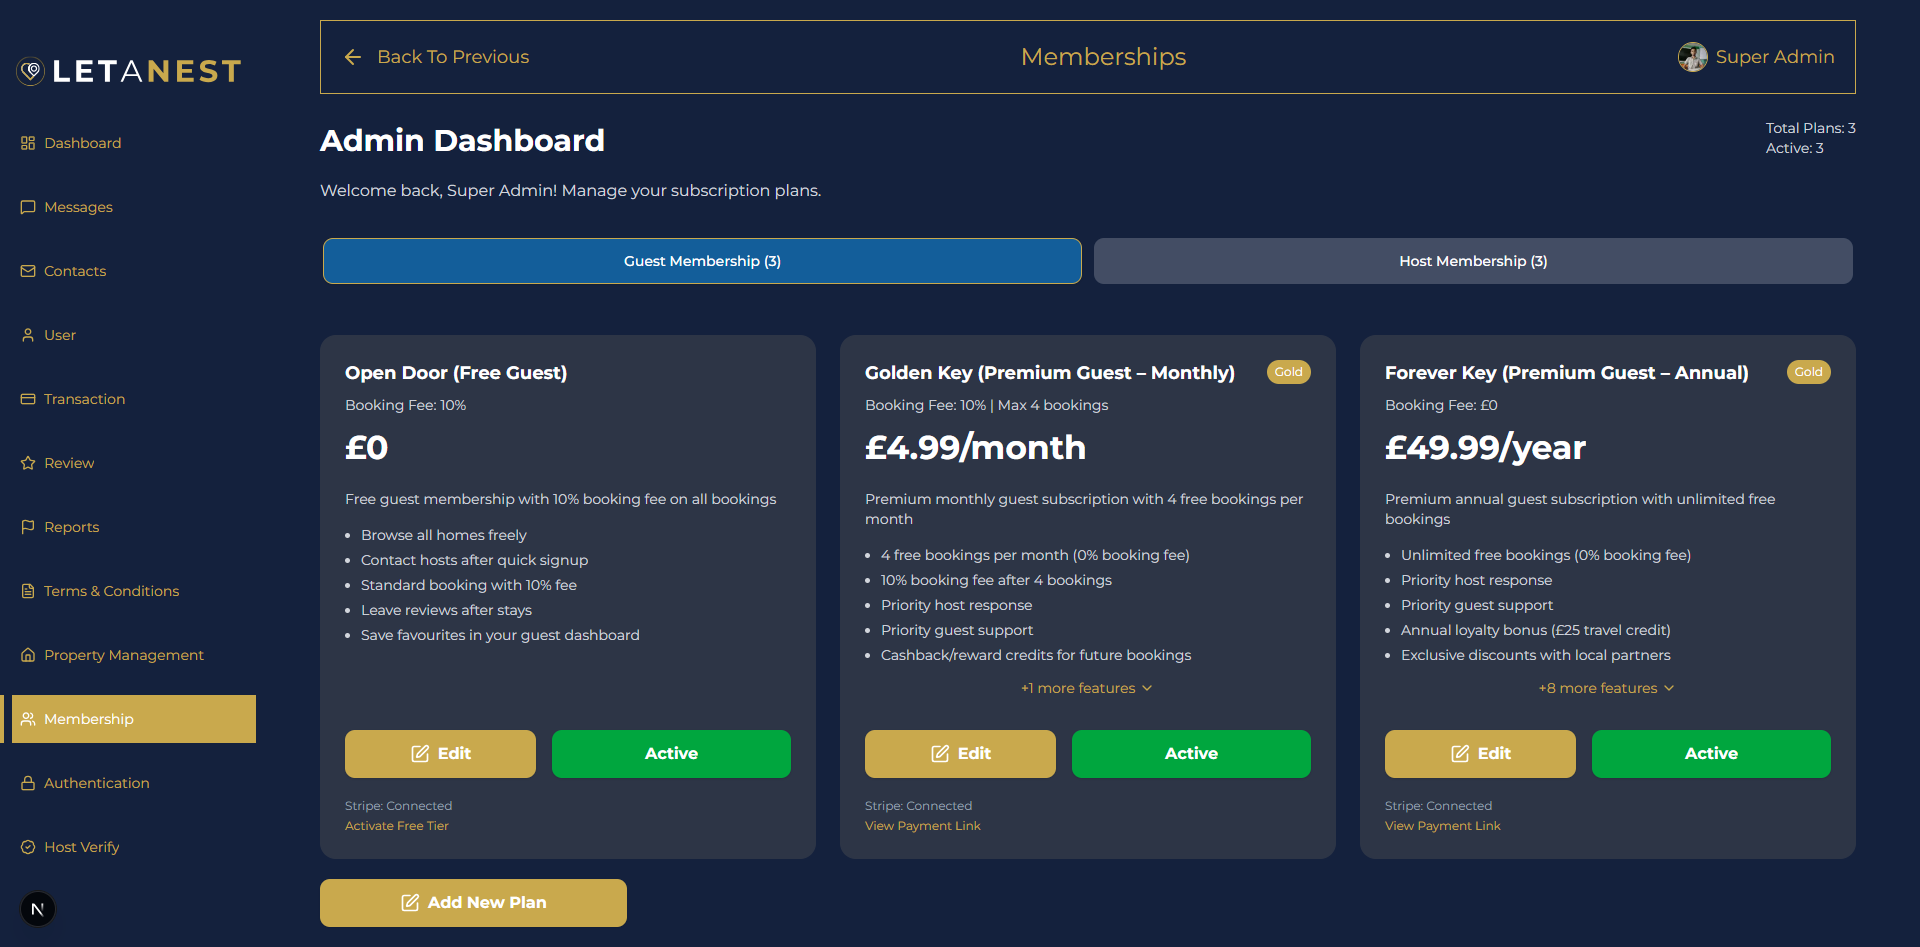 LETANEST
Dashboard
Messages
Contacts
User
Transaction
Review
Reports
Terms & Conditions
Property Management
Membership
Authentication
Host Verify
N
Back To Previous
Memberships
Super Admin
Admin Dashboard
Total Plans: 3
Active: 3
Welcome back, Super Admin! Manage your subscription plans.
Guest Membership (3)
Host Membership (3)
Open Door (Free Guest)
Booking Fee: 10%
£0
Free guest membership with 10% booking fee on all bookings
• Browse all homes freely
• Contact hosts after quick signup
• Standard booking with 10% fee
• Leave reviews after stays
• Save favourites in your guest dashboard
Edit
Active
Stripe: Connected
Activate Free Tier
Golden Key (Premium Guest – Monthly)
Gold
Booking Fee: 10% | Max 4 bookings
£4.99/month
Premium monthly guest subscription with 4 free bookings per
month
• 4 free bookings per month (0% booking fee)
• 10% booking fee after 4 bookings
• Priority host response
• Priority guest support
• Cashback/reward credits for future bookings
+1 more features
Edit
Active
Stripe: Connected
View Payment Link
Forever Key (Premium Guest – Annual)
Gold
Booking Fee: £0
£49.99/year
Premium annual guest subscription with unlimited free
bookings
• Unlimited free bookings (0% booking fee)
• Priority host response
• Priority guest support
• Annual loyalty bonus (£25 travel credit)
• Exclusive discounts with local partners
+8 more features
Edit
Active
Stripe: Connected
View Payment Link
Add New Plan